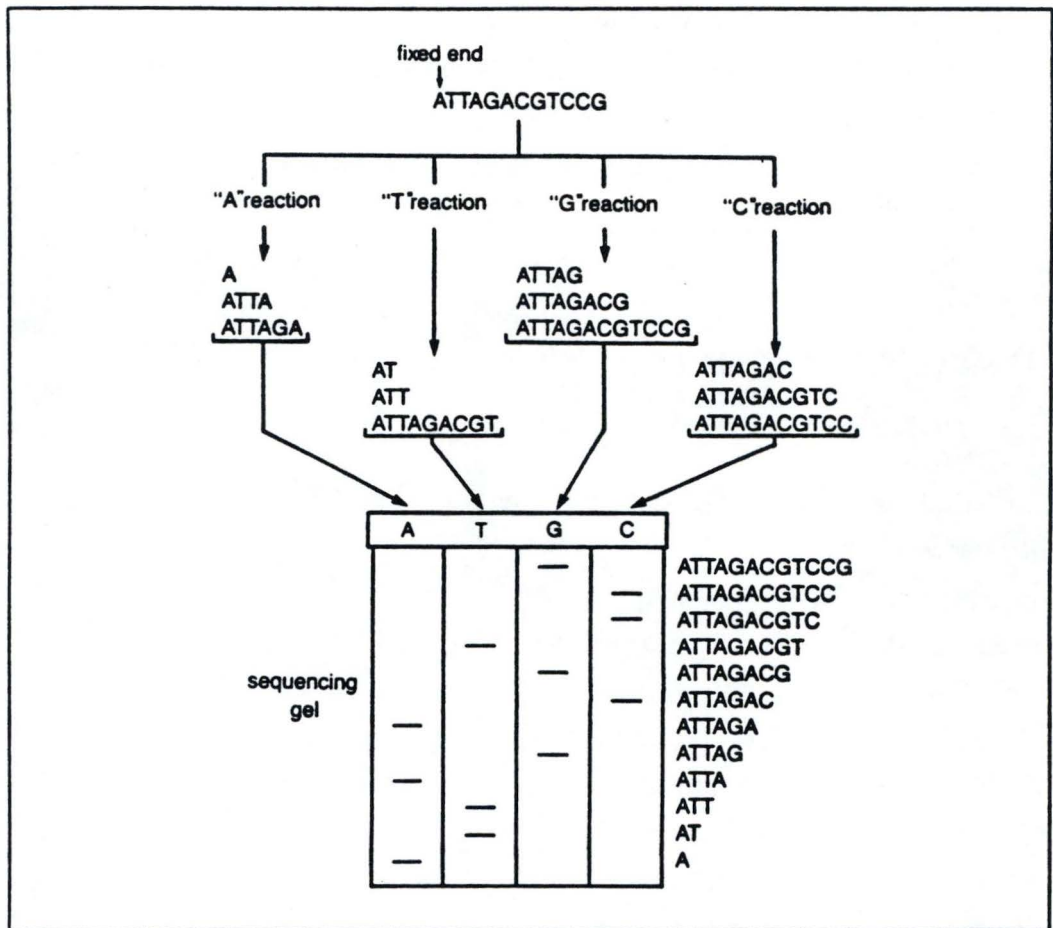 fixed end
ATTAGACGTCCG
“A”reaction
“T”reaction
“G”reaction
“C”reaction
A
ATTA
ATTAGA
ATTAG
ATTAGACG
ATTAGACGTCCG
AT
ATT
ATTAGACGT
ATTAGAC
ATTAGACGTC
ATTAGACGTCC
A T G C
ATTAGACGTCCG
ATTAGACGTCC
ATTAGACGTC
ATTAGACGT
ATTAGACG
ATTAGAC
ATTAGA
ATTAG
ATTA
ATT
AT
A
sequencing
gel